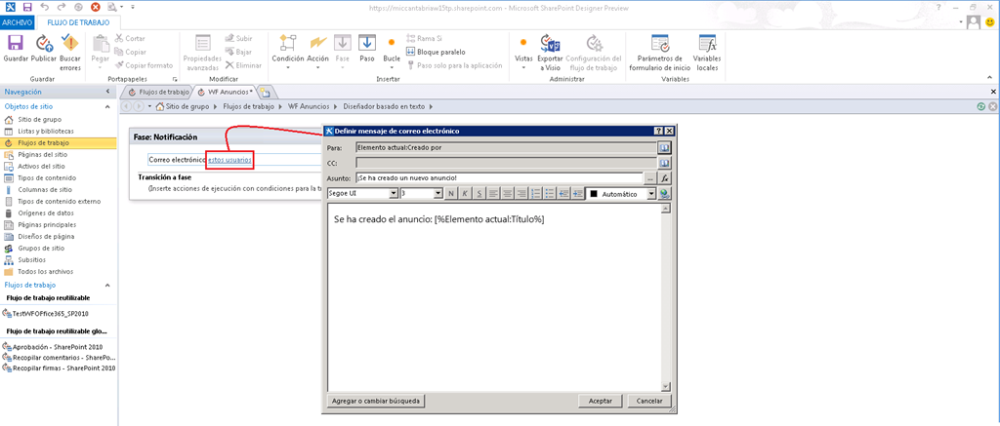 https://miccantabriaw15tp.sharepoint.com - Microsoft SharePoint Designer Preview
ARCHIVO FLUJO DE TRABAJO
Guardar Publicar Buscar errores
Guardar
Pegar
Cortar
Copiar
Copiar formato
Portapapeles
Propiedades avanzadas
Subir
Bajar
Eliminar
Modificar
Condición Acción Fase Paso Bucle
Rama Si
Bloque paralelo
Paso sólo para la aplicación
Insertar
Vistas Exportar a Visio Configuración del flujo de trabajo
Administrar
Parámetros de formulario de inicio Variables locales
Variables
Navegación
Flujos de trabajo WF Anuncios *
Sitio de grupo Flujos de trabajo WF Anuncios Diseñador basado en texto
Objetos de sitio
Sitio de grupo
Listas y bibliotecas
Flujos de trabajo
Páginas del sitio
Activos del sitio
Tipos de contenido
Columnas de sitio
Tipos de contenido externo
Orígenes de datos
Páginas principales
Diseños de página
Grupos de sitio
Subsitios
Todos los archivos
Flujos de trabajo
Flujo de trabajo reutilizable
TestWFOffice365_SP2010
Flujo de trabajo reutilizable glo...
Aprobación - SharePoint 2010
Recopilar comentarios - SharePo...
Recopilar firmas - SharePoint 2010
Fase: Notificación
Correo electrónico estos usuarios
Transición a fase
(Inserte acciones de ejecución con condiciones para la t
Definir mensaje de correo electrónico
Para: Elemento actual:Creado por
CC:
Asunto: ¡Se ha creado un nuevo anuncio! ... fx
Segoe UI 3 N K S Automático
Se ha creado el anuncio: [%Elemento actual:Título%]
Agregar o cambiar búsqueda Aceptar Cancelar